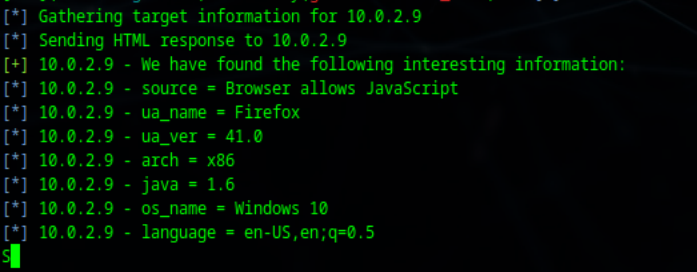 [*] Gathering target information for 10.0.2.9
[*] Sending HTML response to 10.0.2.9
[+] 10.0.2.9 - We have found the following interesting information:
[*] 10.0.2.9 - source = Browser allows JavaScript
[*] 10.0.2.9 - ua_name = Firefox
[*] 10.0.2.9 - ua_ver = 41.0
[*] 10.0.2.9 - arch = x86
[*] 10.0.2.9 - java = 1.6
[*] 10.0.2.9 - os_name = Windows 10
[*] 10.0.2.9 - language = en-US,en;q=0.5
S